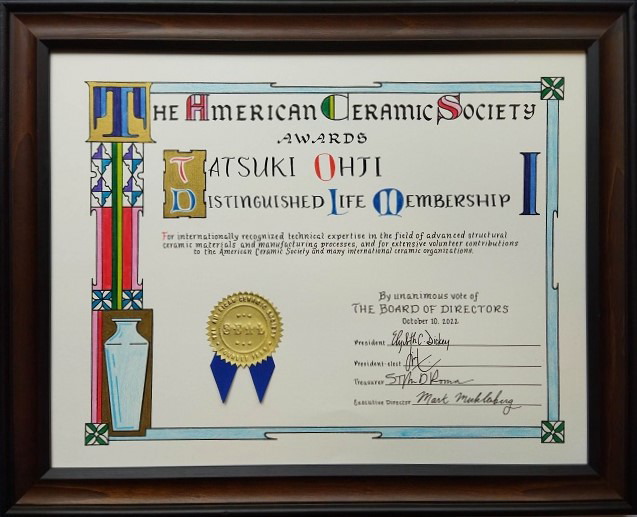 THE AMERICAN CERAMIC SOCIETY
AWARDS
TATSUKI OHJI
DISTINGUISHED LIFE MEMBERSHIP
For internationally recognized technical expertise in the field of advanced structural
ceramic materials and manufacturing processes, and for extensive volunteer contributions
to the American Ceramic Society and many international ceramic organizations.
By unanimous vote of
THE BOARD OF DIRECTORS
October 10, 2022
President Elizabeth C. Dickey
President-elect
Treasurer
Executive Director Mark Mecklenborg
SEAL